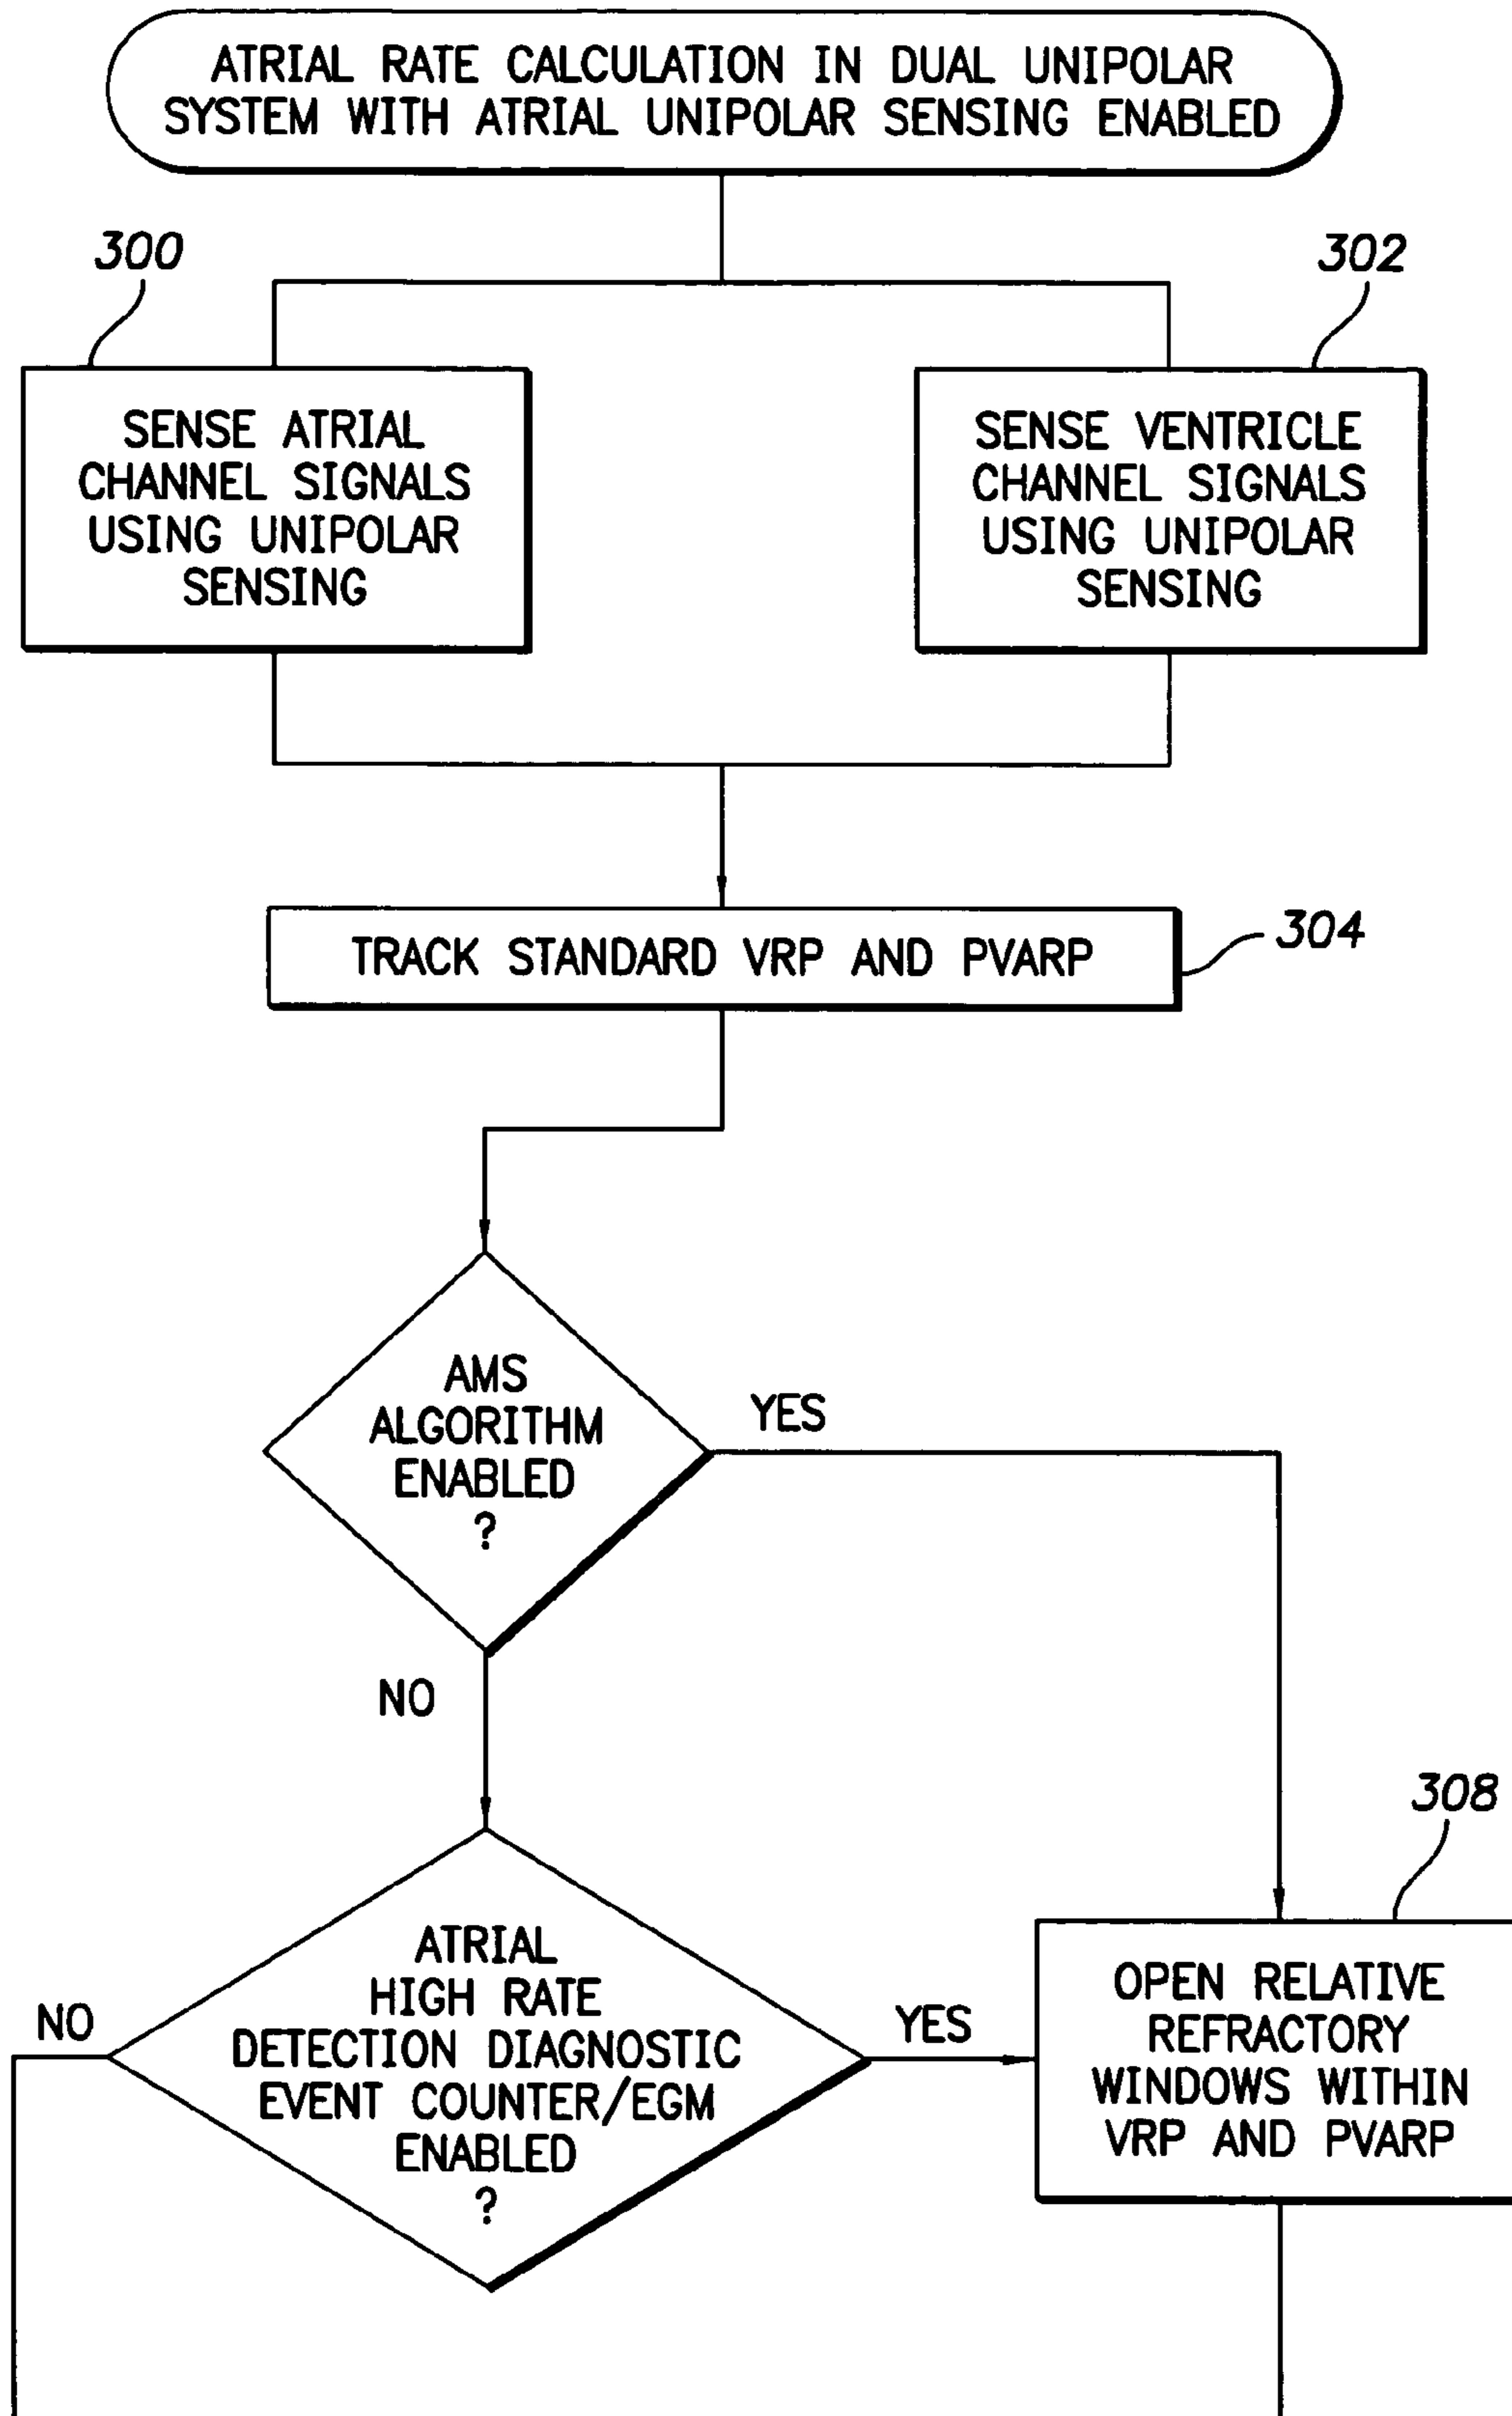 ATRIAL RATE CALCULATION IN DUAL UNIPOLAR
SYSTEM WITH ATRIAL UNIPOLAR SENSING ENABLED
300
302
SENSE ATRIAL
CHANNEL SIGNALS
USING UNIPOLAR
SENSING
SENSE VENTRICLE
CHANNEL SIGNALS
USING UNIPOLAR
SENSING
TRACK STANDARD VRP AND PVARP
304
AMS
ALGORITHM
ENABLED
?
YES
NO
308
ATRIAL
HIGH RATE
DETECTION DIAGNOSTIC
EVENT COUNTER/EGM
ENABLED
?
NO
YES
OPEN RELATIVE
REFRACTORY
WINDOWS WITHIN
VRP AND PVARP